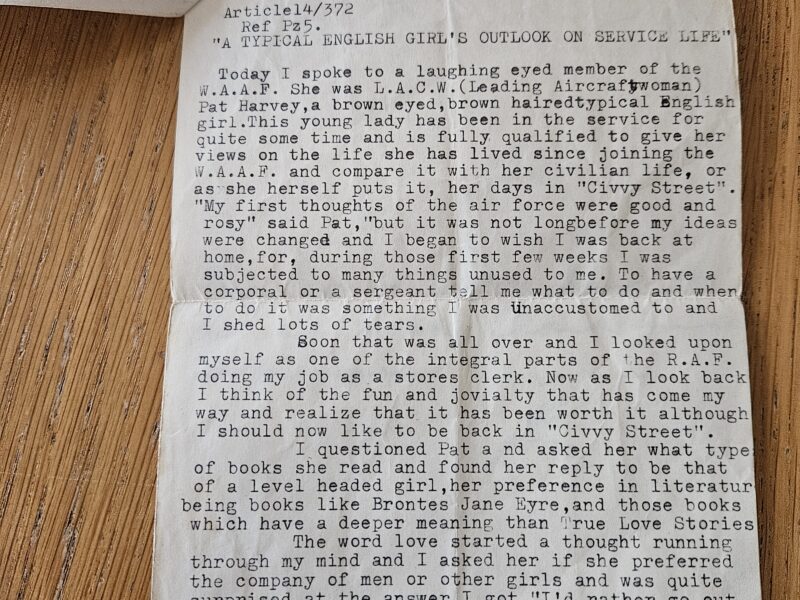 Article14/372
Ref Pz5.
"A TYPICAL ENGLISH GIRL'S OUTLOOK ON SERVICE LIFE"
Today I spoke to a laughing eyed member of the
W.A.A.F. She was L.A.C.W.(Leading Aircraftwoman)
Pat Harvey,a brown eyed,brown hairedtypical English
girl.This young lady has been in the service for
quite some time and is fully qualified to give her
views on the life she has lived since joining the
W.A.A.F. and compare it with her civilian life, or
as she herself puts it, her days in "Civvy Street".
"My first thoughts of the air force were good and
rosy" said Pat,"but it was not longbefore my ideas
were changed and I began to wish I was back at
home,for, during those first few weeks I was
subjected to many things unused to me. To have a
corporal or a sergeant tell me what to do and when
to do it was something I was Unaccustomed to and
I shed lots of tears.
Soon that was all over and I looked upon
myself as one of the integral parts of the R.A.F.
doing my job as a stores clerk. Now as I look back
I think of the fun and jovialty that has come my
way and realize that it has been worth it although
I should now like to be back in "Civvy Street".
I questioned Pat a nd asked her what type
of books she read and found her reply to be that
of a level headed girl,her preference in literatur
being books like Brontes Jane Eyre,and those books
which have a deeper meaning than True Love Stories
The word love started a thought running
through my mind and I asked her if she preferred
the company of men or other girls and was quite
surprised at the answer I got "I'd rather go out